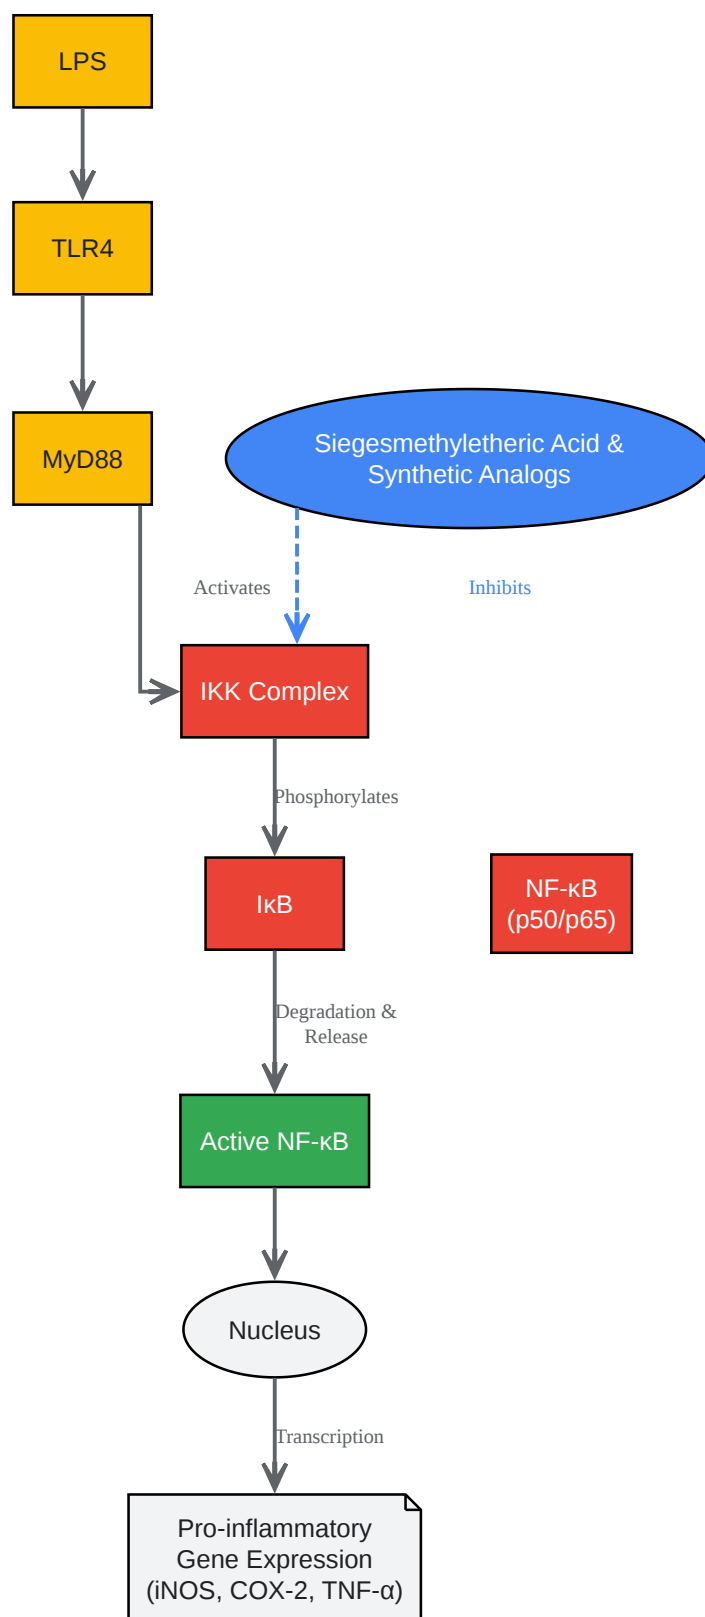 LPS
TLR4
MyD88
Siegesmethyletheric Acid &
Synthetic Analogs
Activates
Inhibits
IKK Complex
Phosphorylates
IκB
NF-κB
(p50/p65)
Degradation &
Release
Active NF-κB
Nucleus
Transcription
Pro-inflammatory
Gene Expression
(iNOS, COX-2, TNF-α)